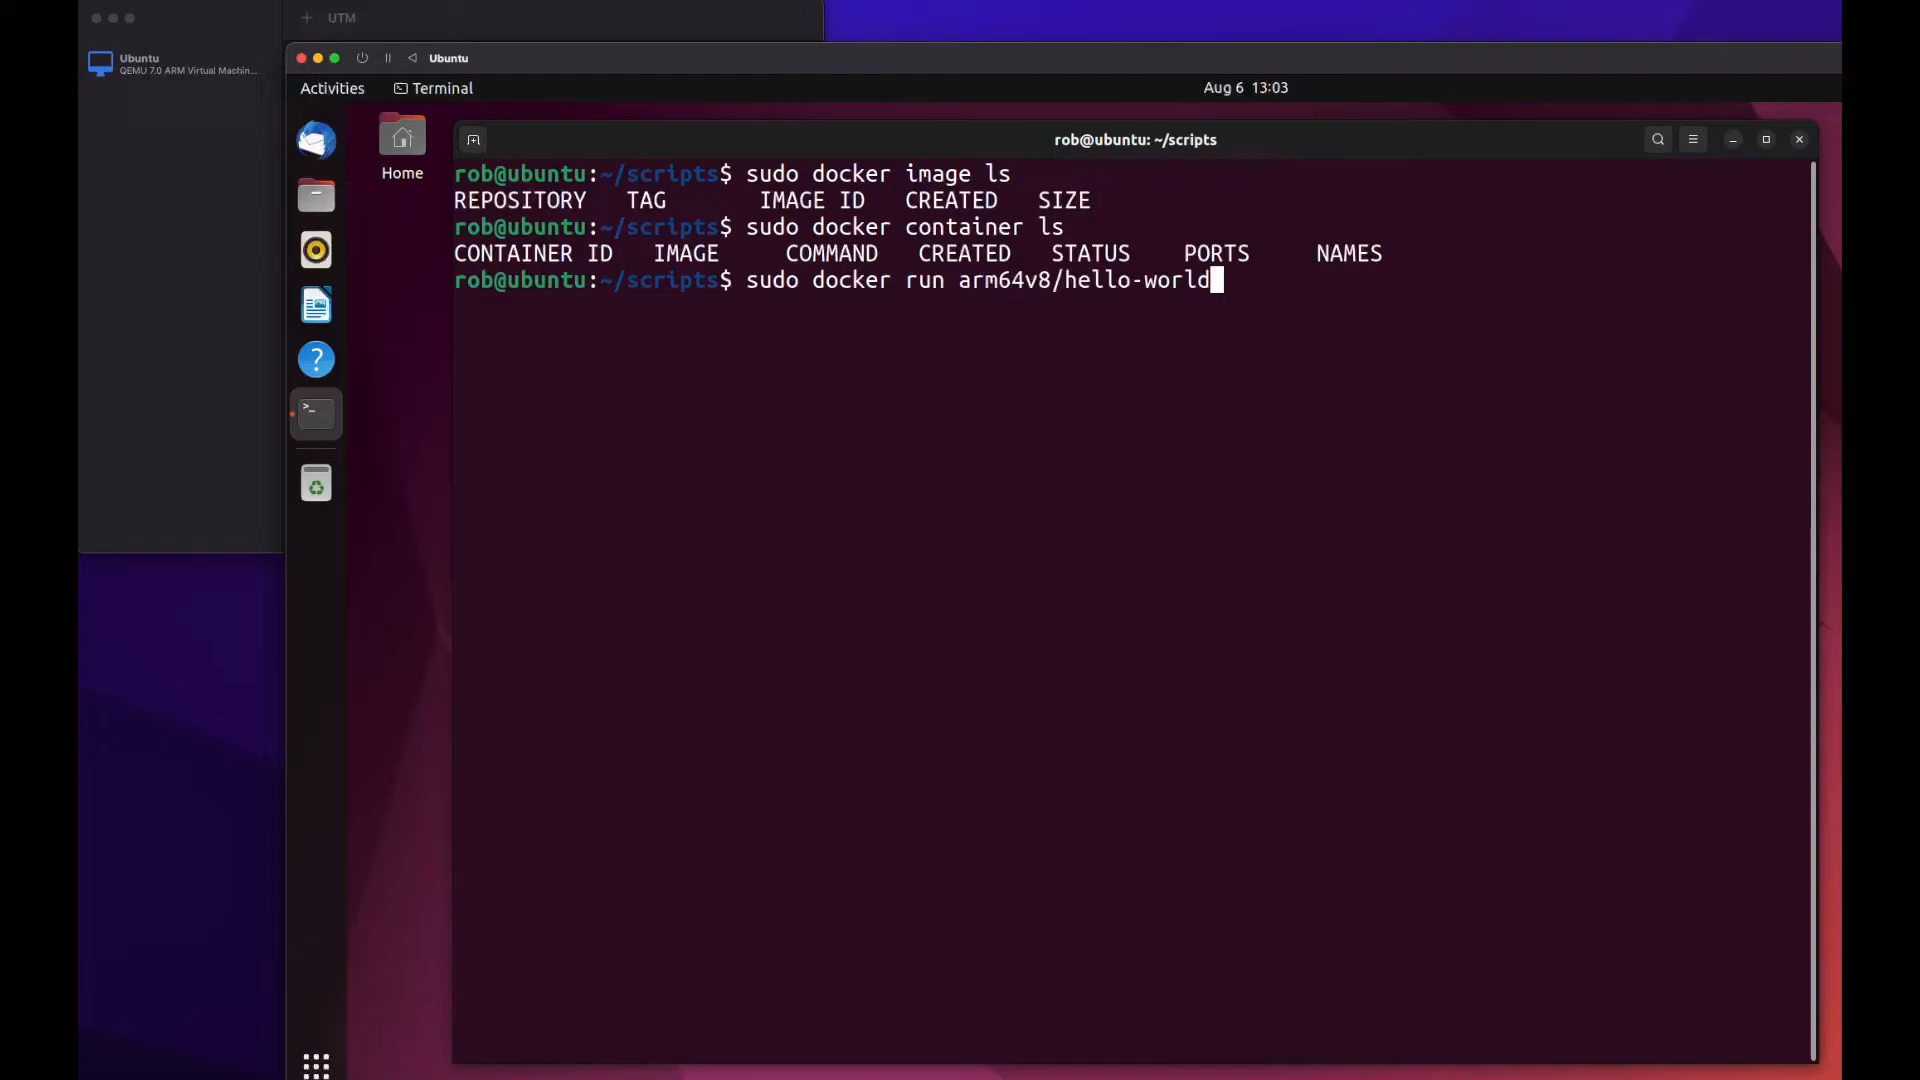 UTM
Ubuntu
QEMU 7.0 ARM Virtual Machin...
Ubuntu
Activities
Terminal
Aug 6 13:03
Home
rob@ubuntu: ~/scripts
rob@ubuntu:~/scripts$ sudo docker image ls
REPOSITORY TAG IMAGE ID CREATED SIZE
rob@ubuntu:~/scripts$ sudo docker container ls
CONTAINER ID IMAGE COMMAND CREATED STATUS PORTS NAMES
rob@ubuntu:~/scripts$ sudo docker run arm64v8/hello-world